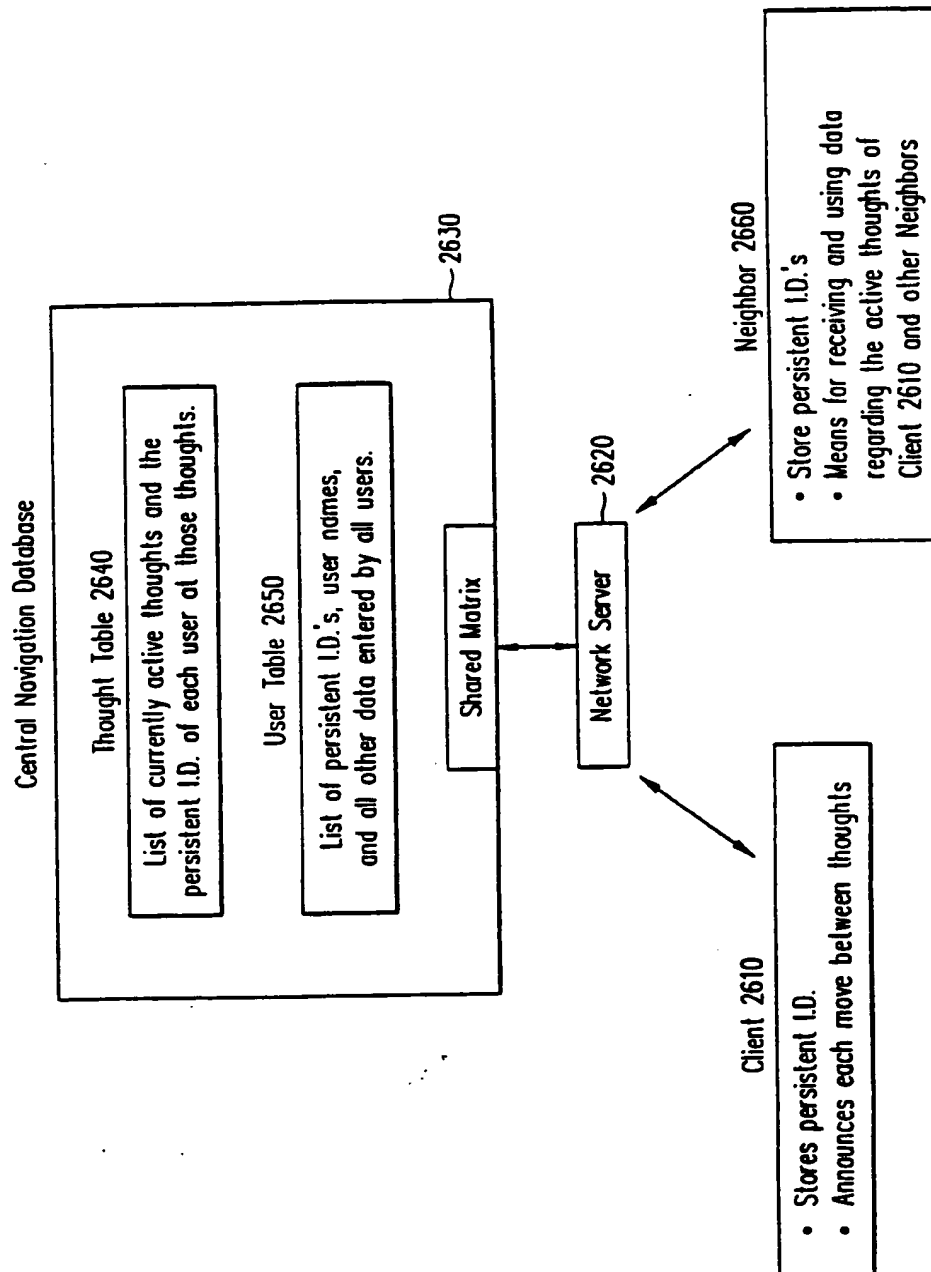 Central Navigation Database
Thought Table 2640
List of currently active thoughts and the
persistent I.D. of each user at those thoughts.
User Table 2650
List of persistent I.D.'s, user names,
and all other data entered by all users.
2630
Shared Matrix
Network Server
2620
Client 2610
• Stores persistent I.D.
• Announces each move between thoughts
Neighbor 2660
• Store persistent I.D.'s
• Means for receiving and using data
regarding the active thoughts of
Client 2610 and other Neighbors